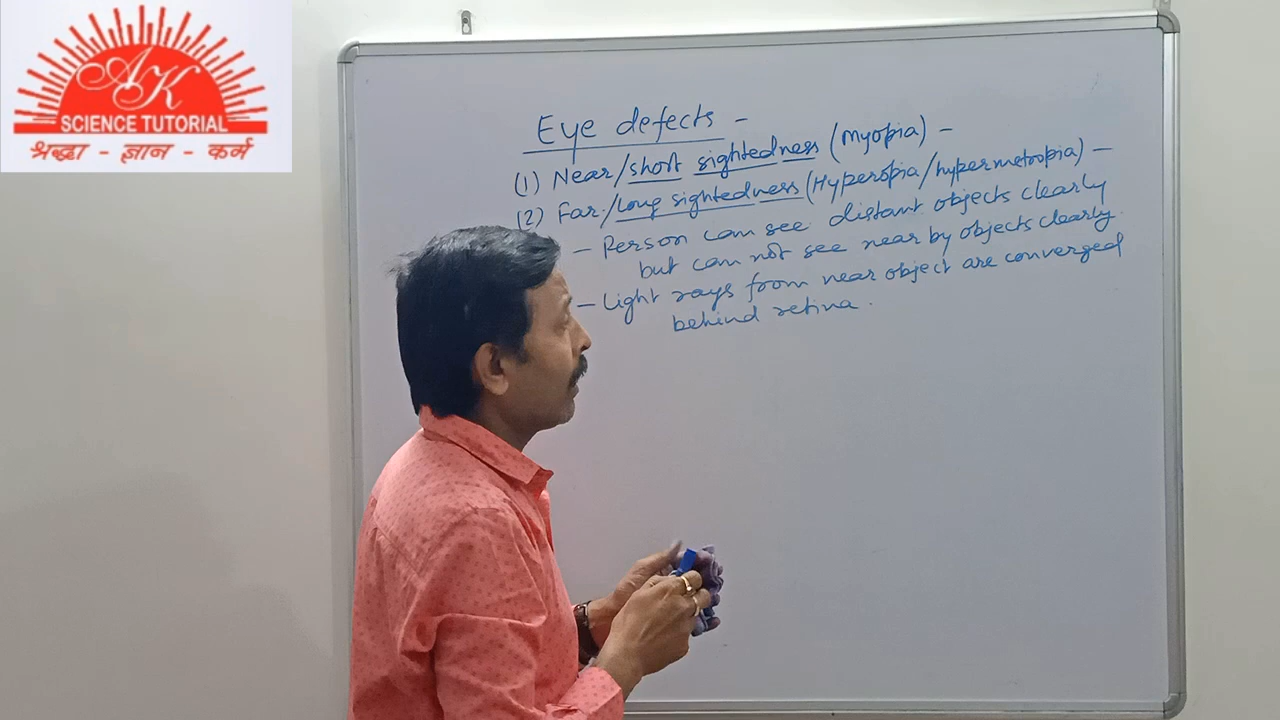 AK
SCIENCE TUTORIAL
श्रद्धा - ज्ञान - कर्म
Eye defects -
(1) Near/short sightedness (Myopia) -
(2) Far/Long sightedness (Hyperopia/hypermetropia) -
- Person can see distant objects clearly
but can not see near by objects clearly.
- Light rays from near object are converged
behind retina.